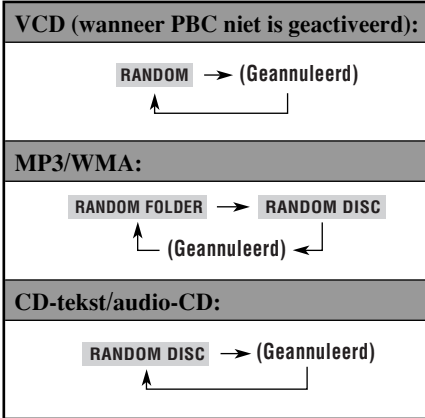 VCD (wanneer PBC niet is geactiveerd):
RANDOM → (Geannuleerd)
MP3/WMA:
RANDOM FOLDER → RANDOM DISC
(Geannuleerd)
CD-tekst/audio-CD:
RANDOM DISC → (Geannuleerd)